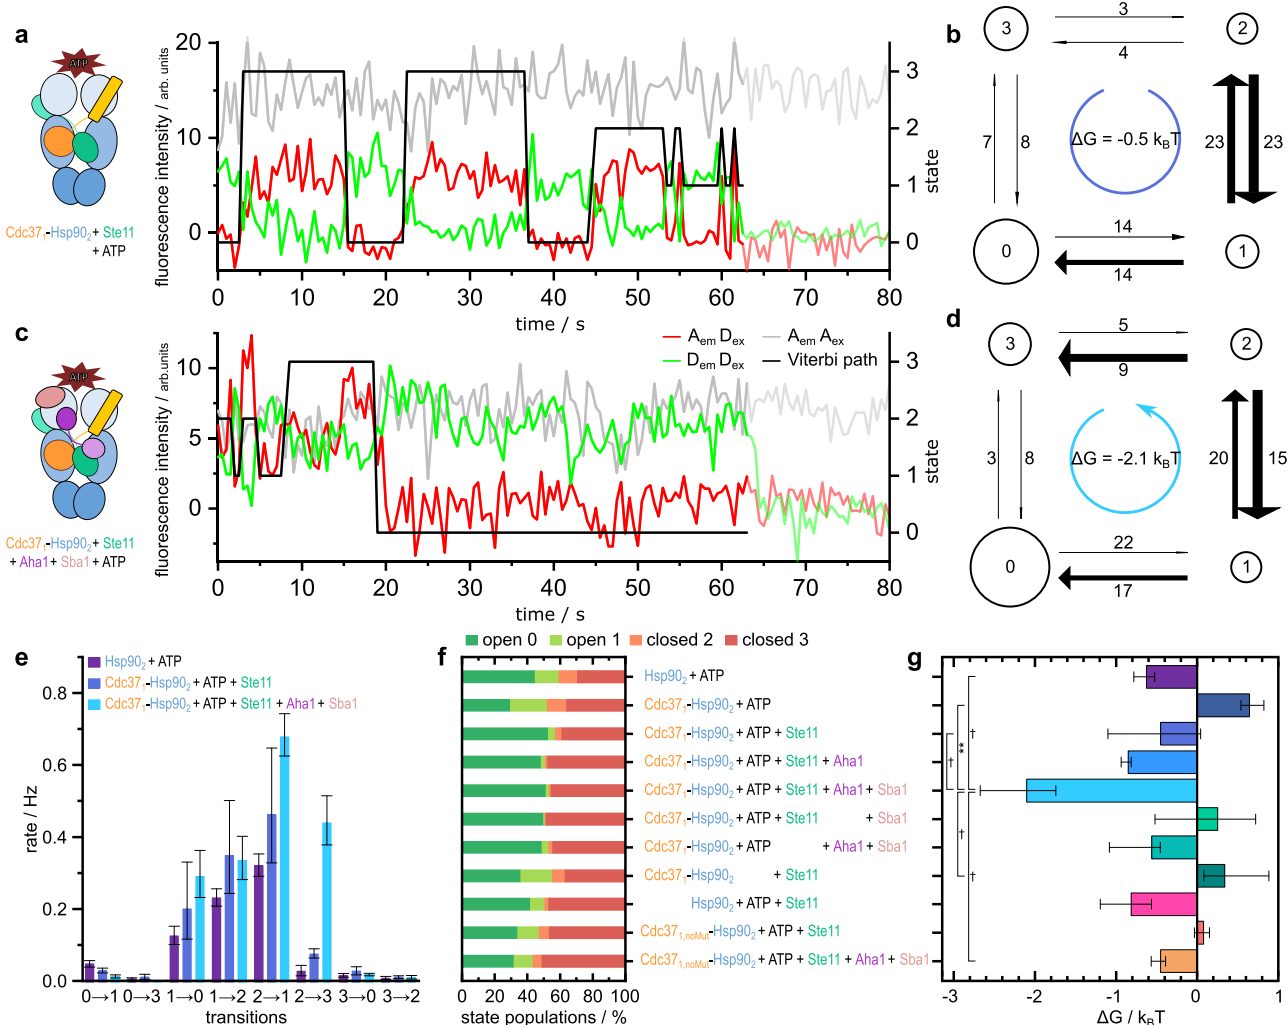 a
ATP
Cdc37₁-Hsp90₂ + Ste11
+ ATP
fluorescence intensity / arb. units
20
10
0
3
2
1
0
state
0 10 20 30 40 50 60 70 80
time / s
b
3
3
2
4
7
8
ΔG = -0.5 k_BT
23
23
0
14
1
14
c
ATP
Cdc37₁-Hsp90₂ + Ste11
+ Aha1 + Sba1 + ATP
fluorescence intensity / arb.units
10
5
0
A_em D_ex
A_em A_ex
D_em D_ex
Viterbi path
3
2
1
0
state
0 10 20 30 40 50 60 70 80
time / s
d
3
5
2
9
3
8
ΔG = -2.1 k_BT
20
15
0
22
1
17
e
Hsp90₂ + ATP
Cdc37₁-Hsp90₂ + ATP + Ste11
Cdc37₁-Hsp90₂ + ATP + Ste11 + Aha1 + Sba1
rate / Hz
0.8
0.6
0.4
0.2
0.0
0→1 0→3 1→0 1→2 2→1 2→3 3→0 3→2
transitions
f
open 0 open 1 closed 2 closed 3
Hsp90₂ + ATP
Cdc37₁-Hsp90₂ + ATP
Cdc37₁-Hsp90₂ + ATP + Ste11
Cdc37₁-Hsp90₂ + ATP + Ste11 + Aha1
Cdc37₁-Hsp90₂ + ATP + Ste11 + Aha1 + Sba1
Cdc37₁-Hsp90₂ + ATP + Ste11 + Sba1
Cdc37₁-Hsp90₂ + ATP + Aha1 + Sba1
Cdc37₁-Hsp90₂ + Ste11
Hsp90₂ + ATP + Ste11
Cdc37₁,noMut-Hsp90₂ + ATP + Ste11
Cdc37₁,noMut-Hsp90₂ + ATP + Ste11 + Aha1 + Sba1
0 20 40 60 80 100
state populations / %
g
†
**
†
†
†
-3 -2 -1 0 1
ΔG / k_BT